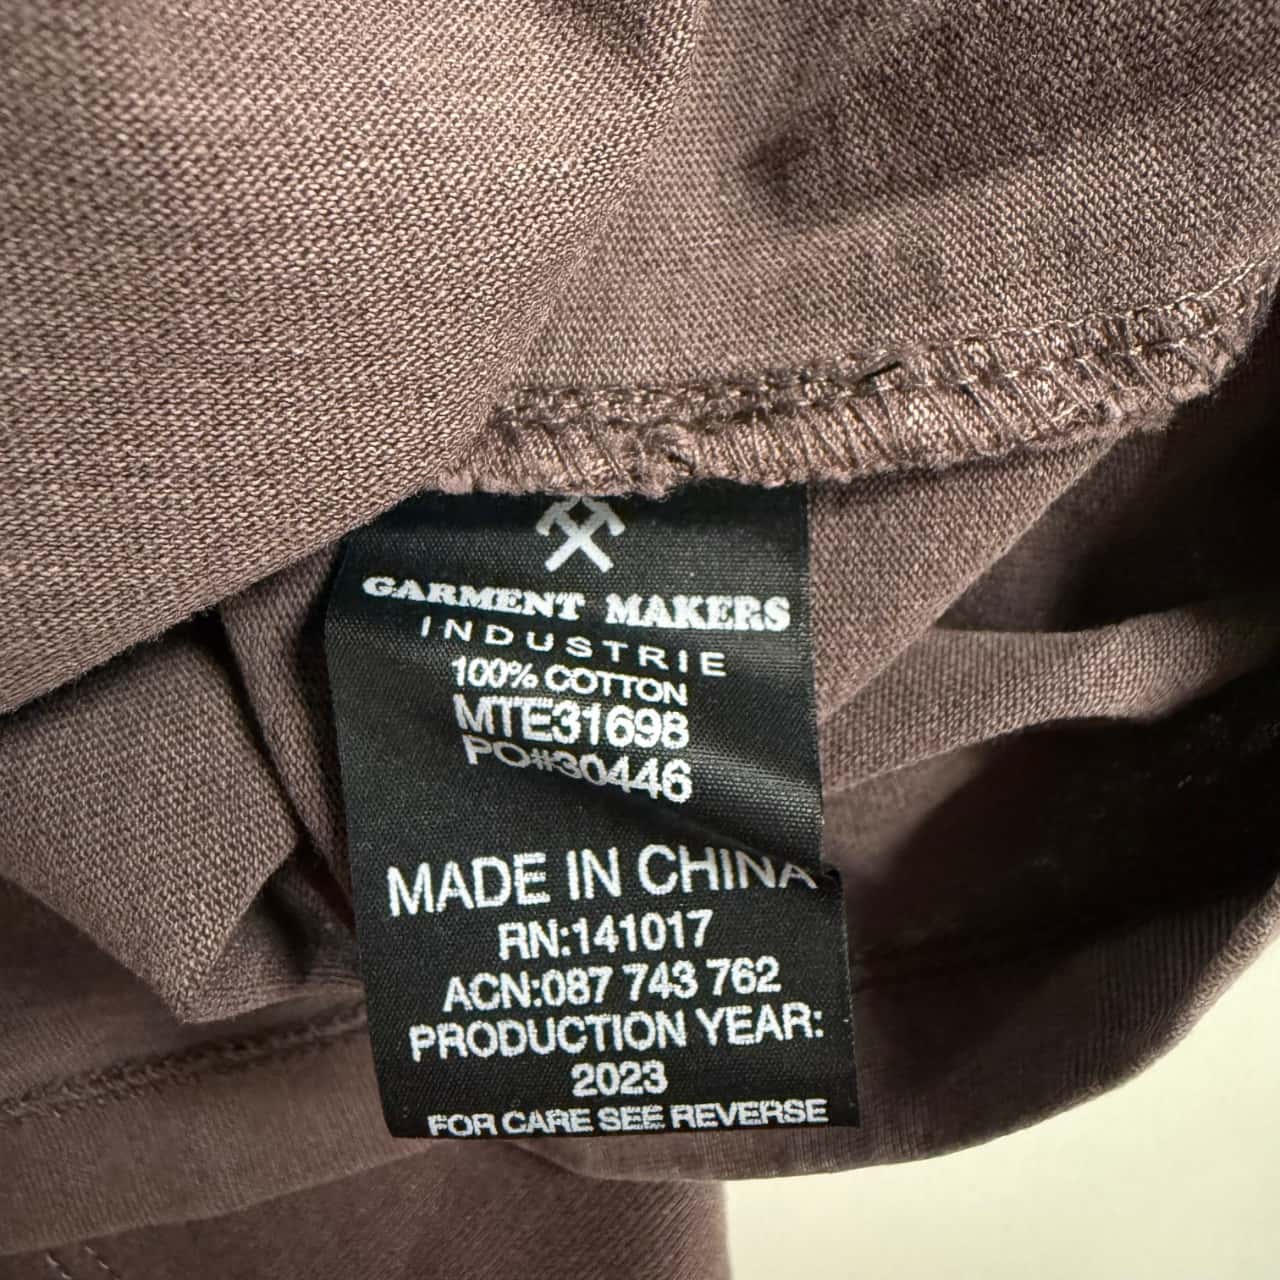 GARMENT MAKERS
INDUSTRIE
100% COTTON
MTE31698
PO#30446
MADE IN CHINA
RN:141017
ACN:087 743 762
PRODUCTION YEAR:
2023
FOR CARE SEE REVERSE